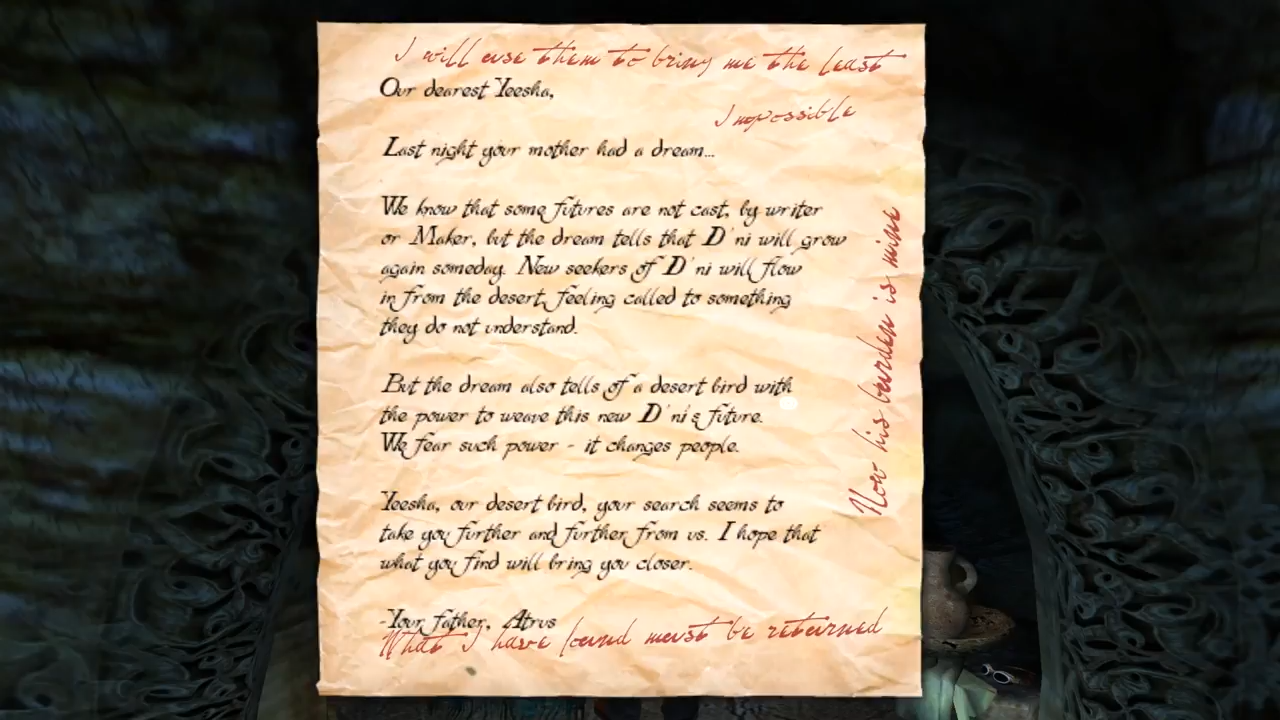 I will use them to bring me the least
Our dearest Yeesha,
Impossible
Last night your mother had a dream...
We know that some futures are not cast, by writer
or Maker, but the dream tells that D'ni will grow
again someday. New seekers of D'ni will flow
in from the desert, feeling called to something
they do not understand.
But the dream also tells of a desert bird with
the power to weave this new D'ni's future.
We fear such power - it changes people.
Yeesha, our desert bird, your search seems to
take you further and further from us. I hope that
what you find will bring you closer.
-Your father, Atrus
What I have found must be returned
Now his burden is mine